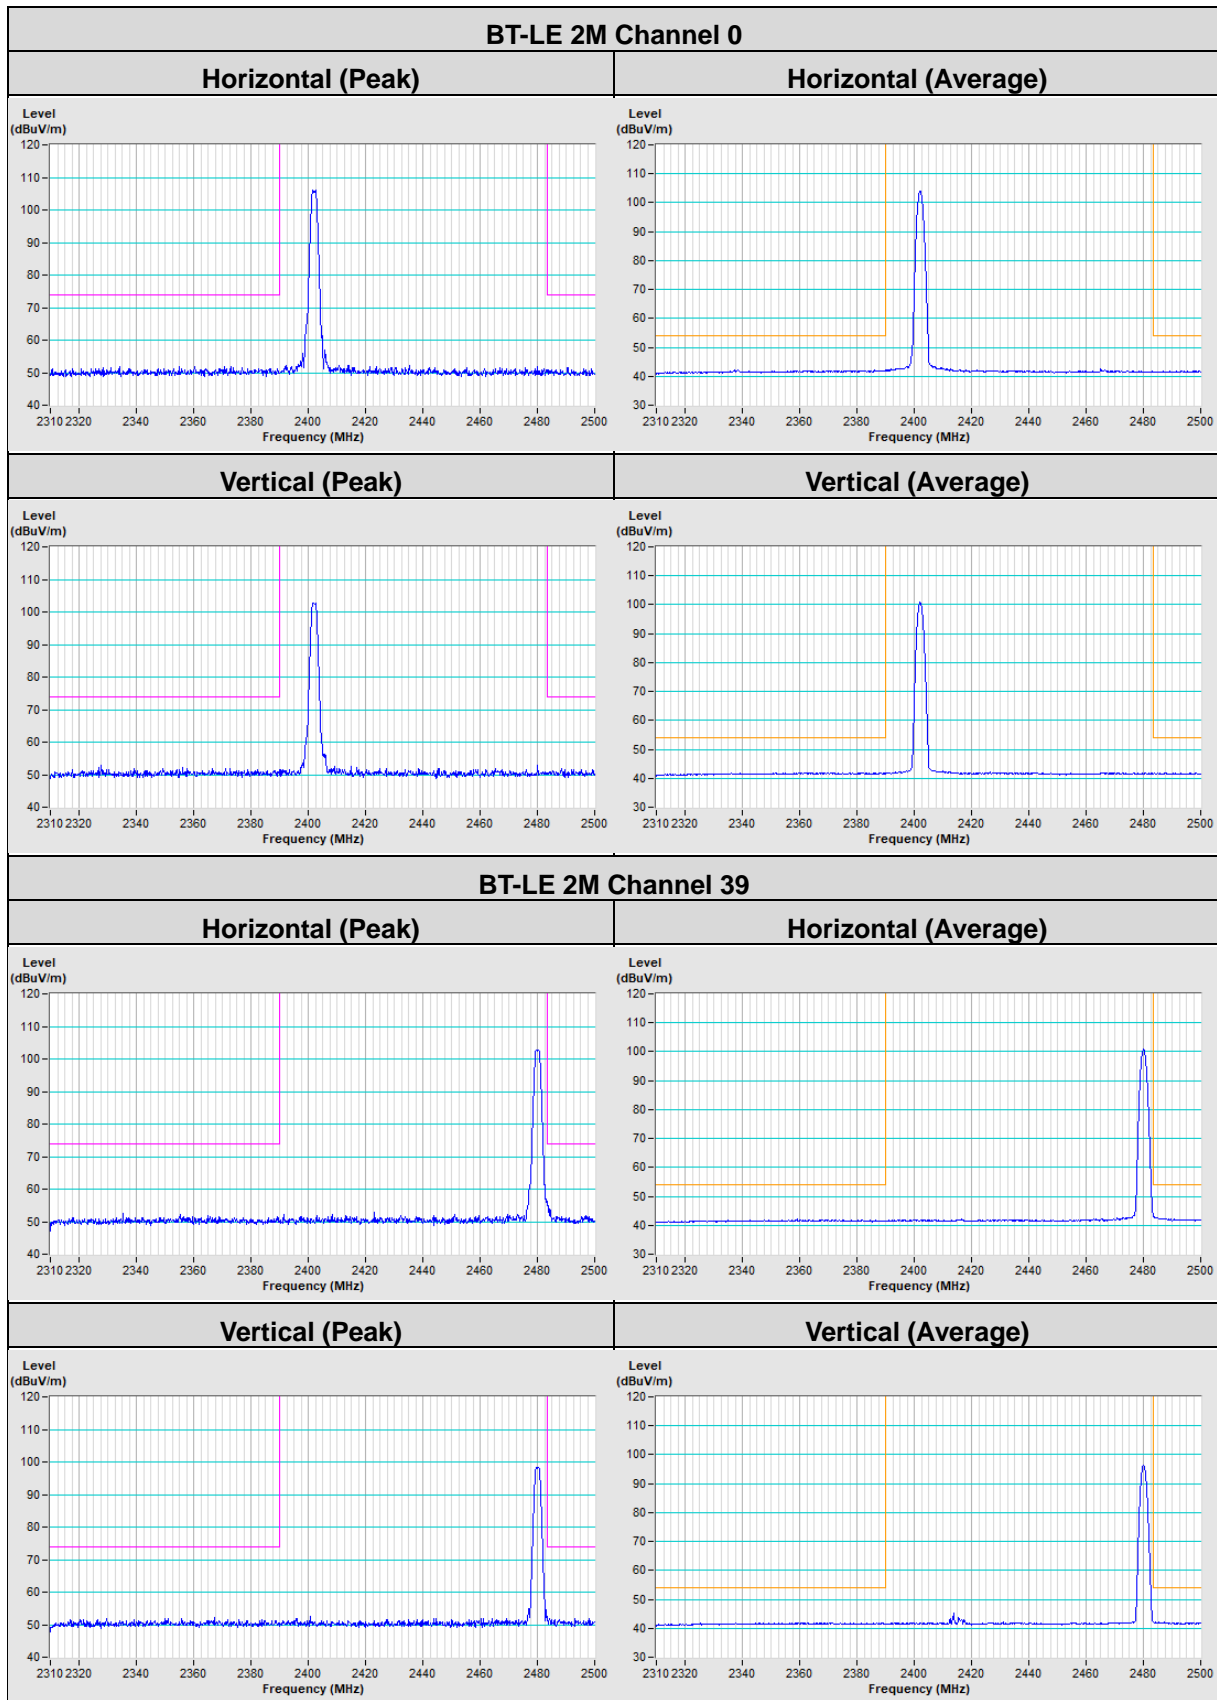 BT-LE 2M Channel 0
Horizontal (Peak) Horizontal (Average)
Level Level
(dBuV/m) (dBuV/m)
120 120
110 110
100 100
90 90
80 80
70 70
60 60
50 50
40 40
30
2310 2320 2340 2360 2380 2400 2420 2440 2460 2480 2500 2310 2320 2340 2360 2380 2400 2420 2440 2460 2480 2500
Frequency (MHz) Frequency (MHz)
Vertical (Peak) Vertical (Average)
Level Level
(dBuV/m) (dBuV/m)
120 120
110 110
100 100
90 90
80 80
70 70
60 60
50 50
40 40
30
2310 2320 2340 2360 2380 2400 2420 2440 2460 2480 2500 2310 2320 2340 2360 2380 2400 2420 2440 2460 2480 2500
Frequency (MHz) Frequency (MHz)
BT-LE 2M Channel 39
Horizontal (Peak) Horizontal (Average)
Level Level
(dBuV/m) (dBuV/m)
120 120
110 110
100 100
90 90
80 80
70 70
60 60
50 50
40 40
30
2310 2320 2340 2360 2380 2400 2420 2440 2460 2480 2500 2310 2320 2340 2360 2380 2400 2420 2440 2460 2480 2500
Frequency (MHz) Frequency (MHz)
Vertical (Peak) Vertical (Average)
Level Level
(dBuV/m) (dBuV/m)
120 120
110 110
100 100
90 90
80 80
70 70
60 60
50 50
40 40
30
2310 2320 2340 2360 2380 2400 2420 2440 2460 2480 2500 2310 2320 2340 2360 2380 2400 2420 2440 2460 2480 2500
Frequency (MHz) Frequency (MHz)